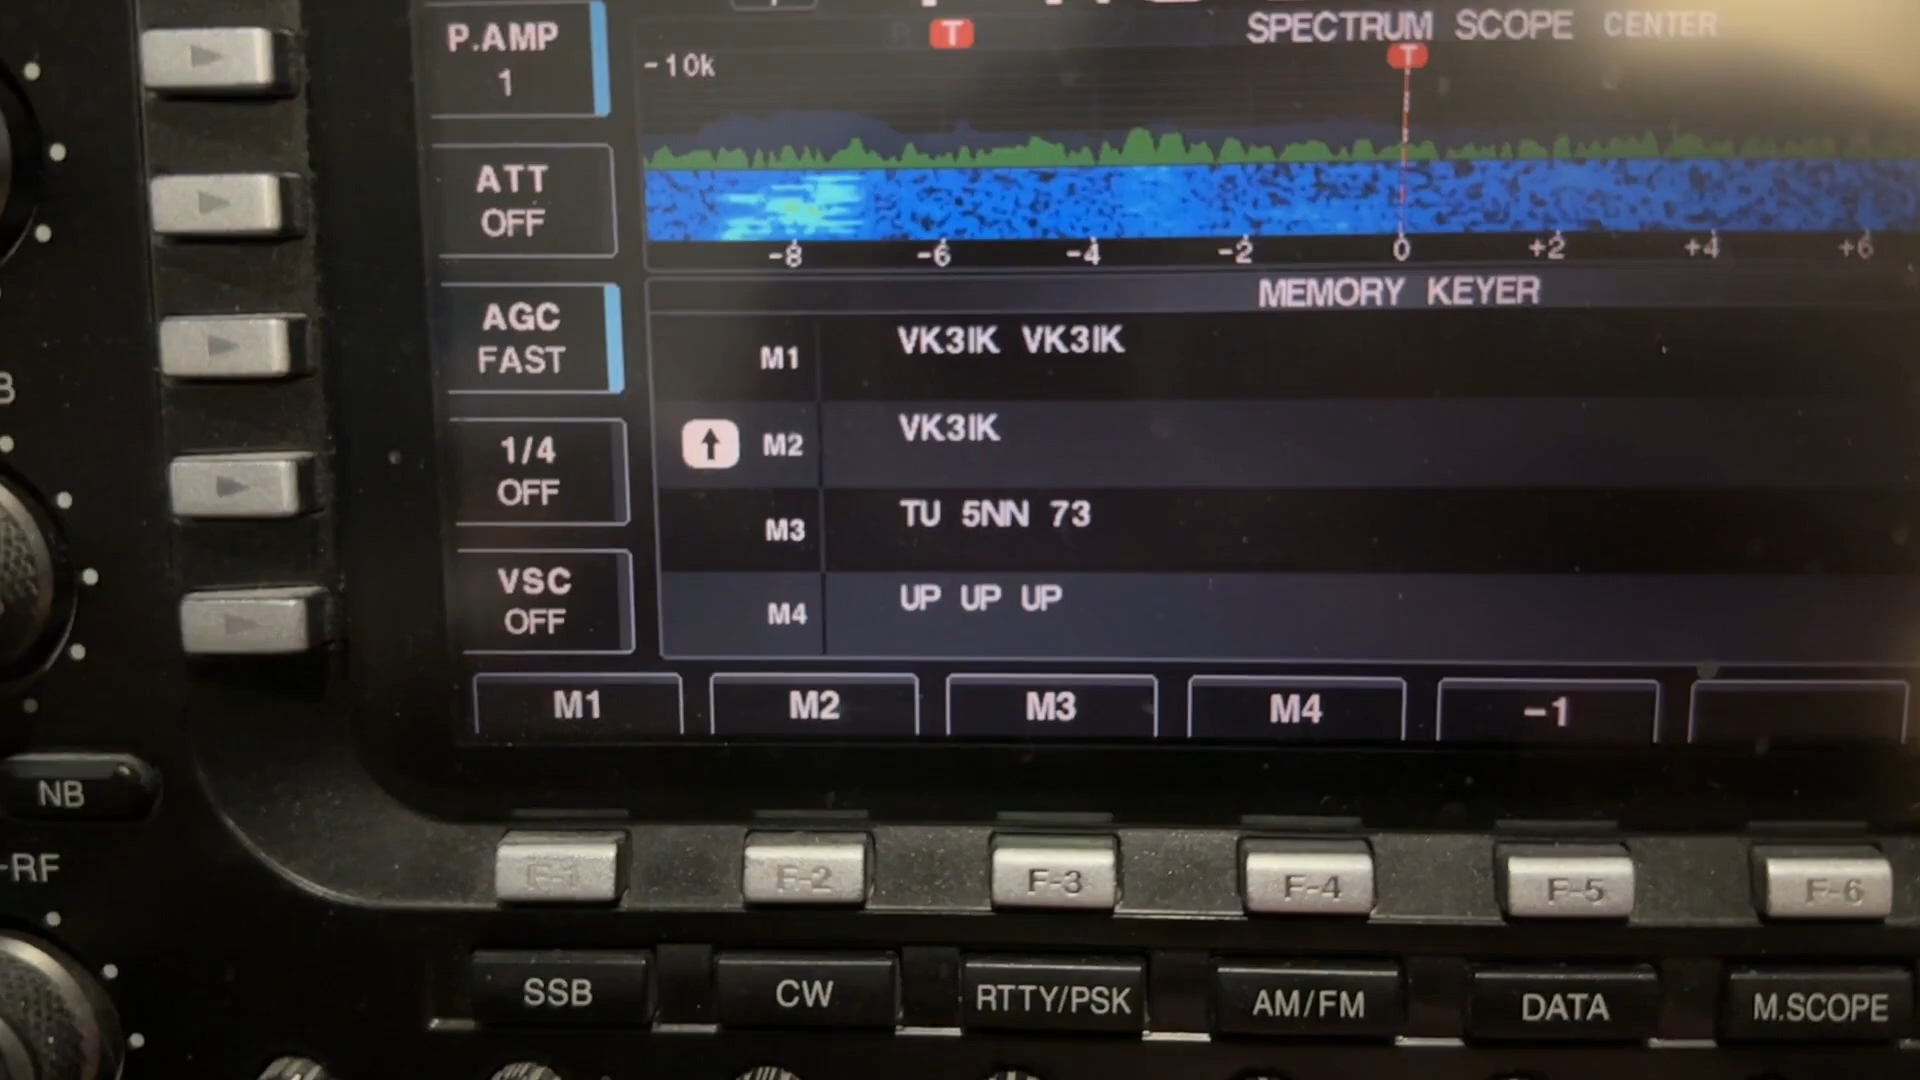 P.AMP
1
SPECTRUM SCOPE CENTER
T
T
-10k
ATT
OFF
-8 -6 -4 -2 0 +2 +4 +6
MEMORY KEYER
AGC
FAST
M1 VK3IK VK3IK
1/4
OFF
M2 VK3IK
M3 TU 5NN 73
VSC
OFF
M4 UP UP UP
M1 M2 M3 M4 -1
NB
-RF
F-1 F-2 F-3 F-4 F-5 F-6
SSB CW RTTY/PSK AM/FM DATA M.SCOPE